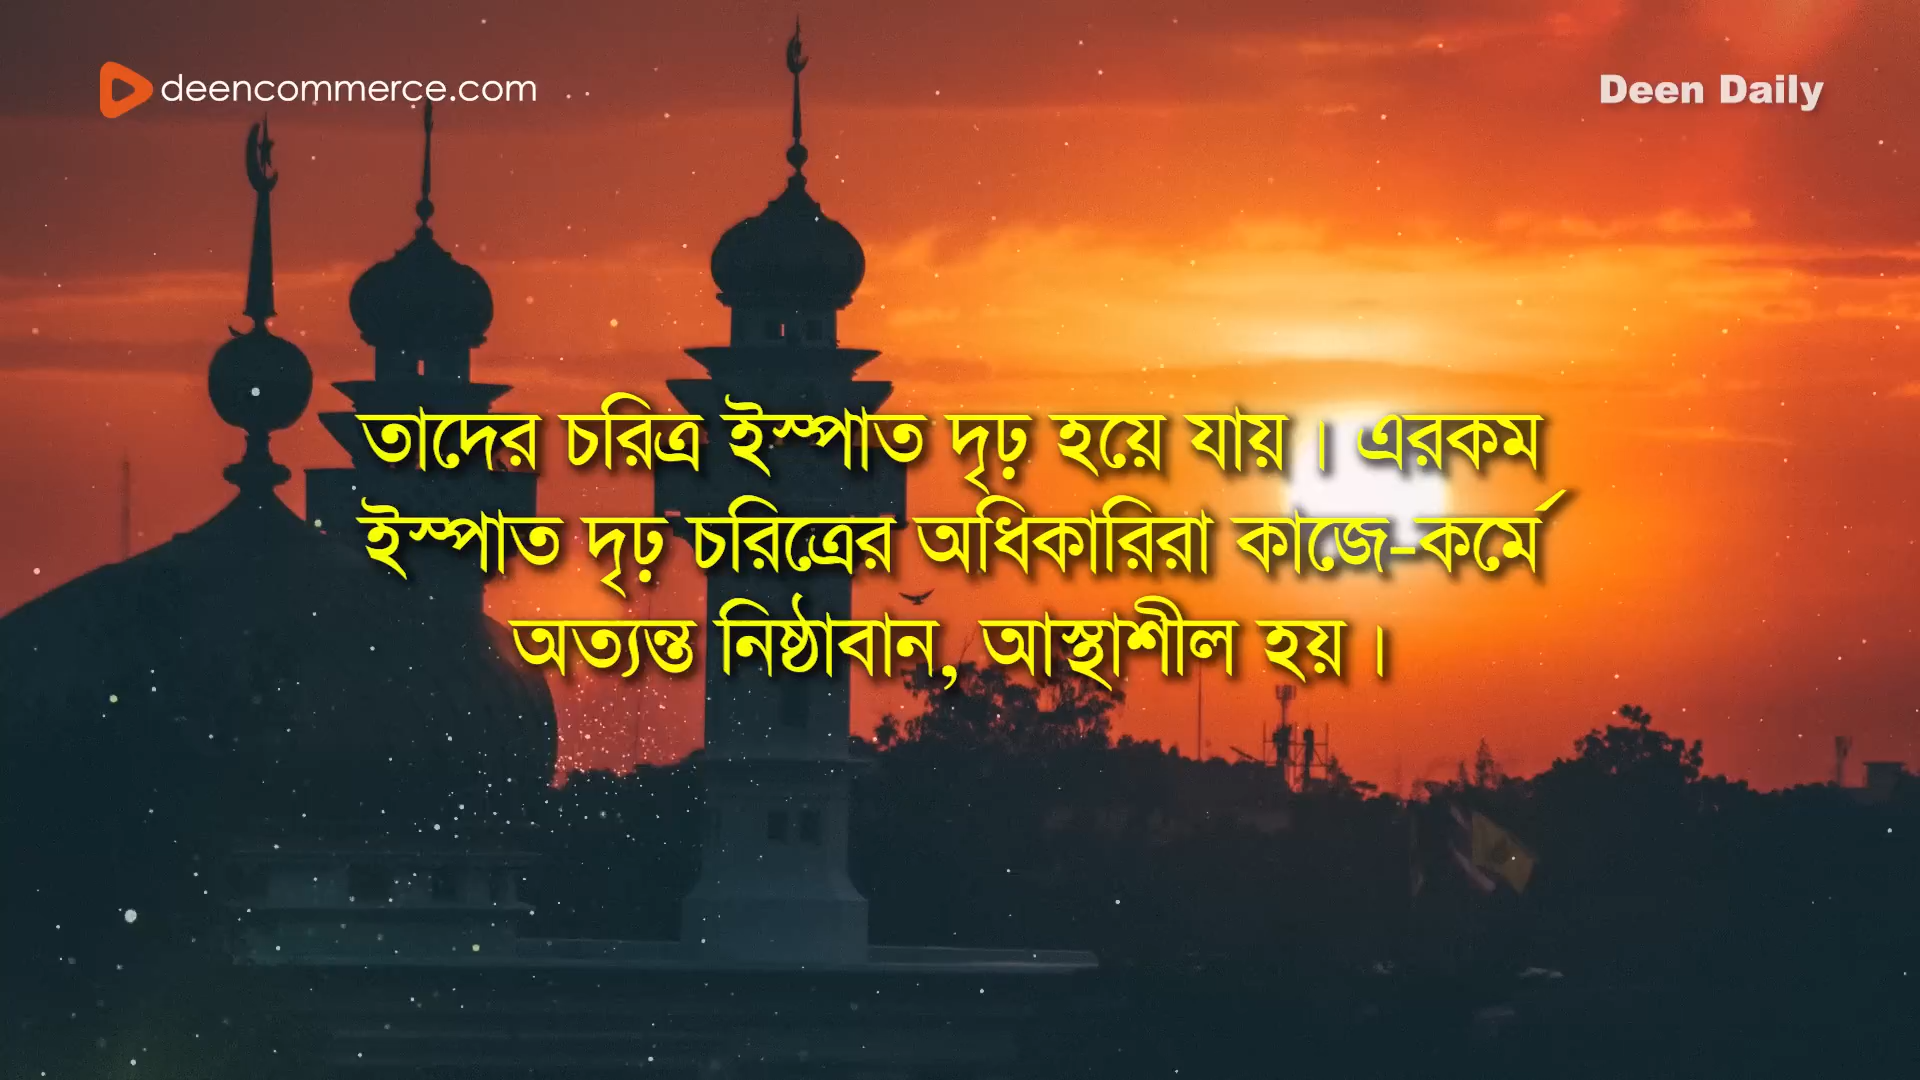 deencommerce.com
Deen Daily
তাদের চরিত্র ইস্পাত দৃঢ় হয়ে যায়। এরকম
ইস্পাত দৃঢ় চরিত্রের অধিকারিরা কাজে-কর্মে
অত্যন্ত নিষ্ঠাবান, আস্থাশীল হয়।